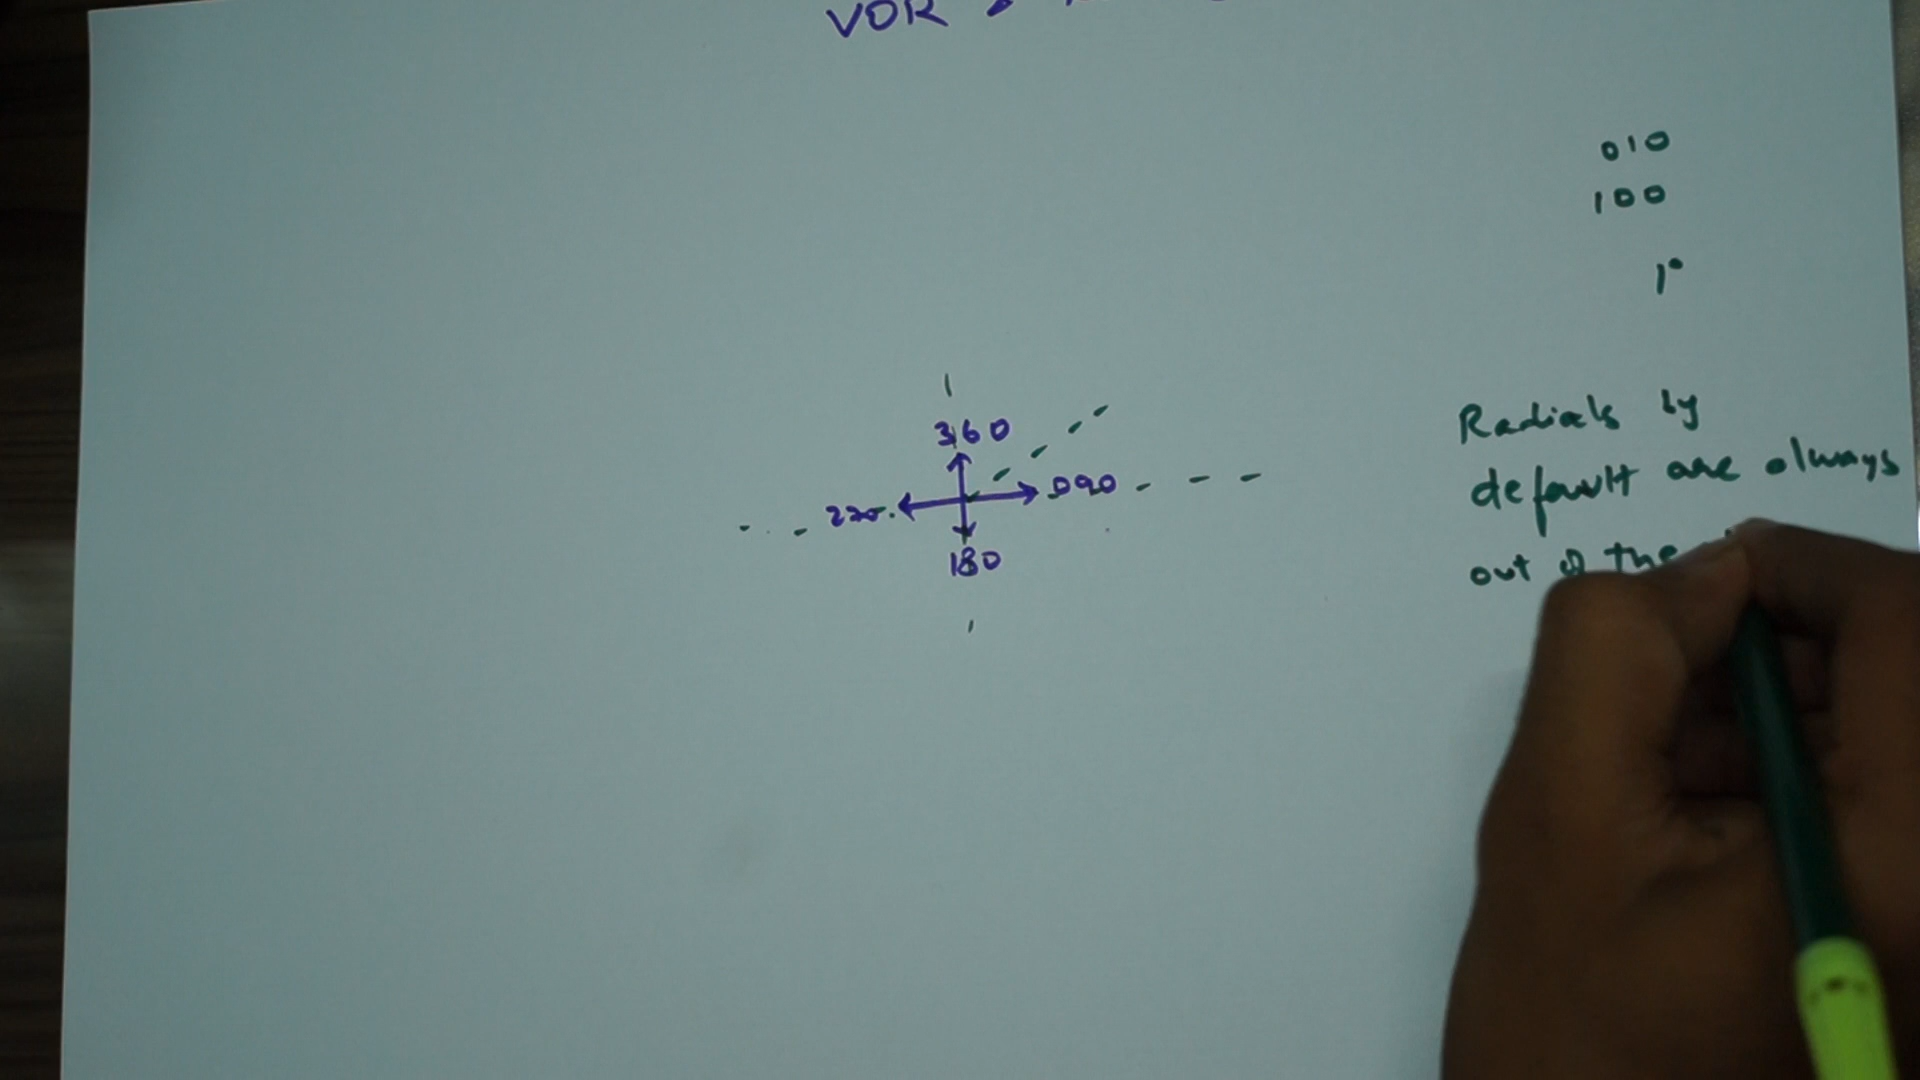 VOR
010
100
1°
360
090
270
180
Radials by
default are always
out of the